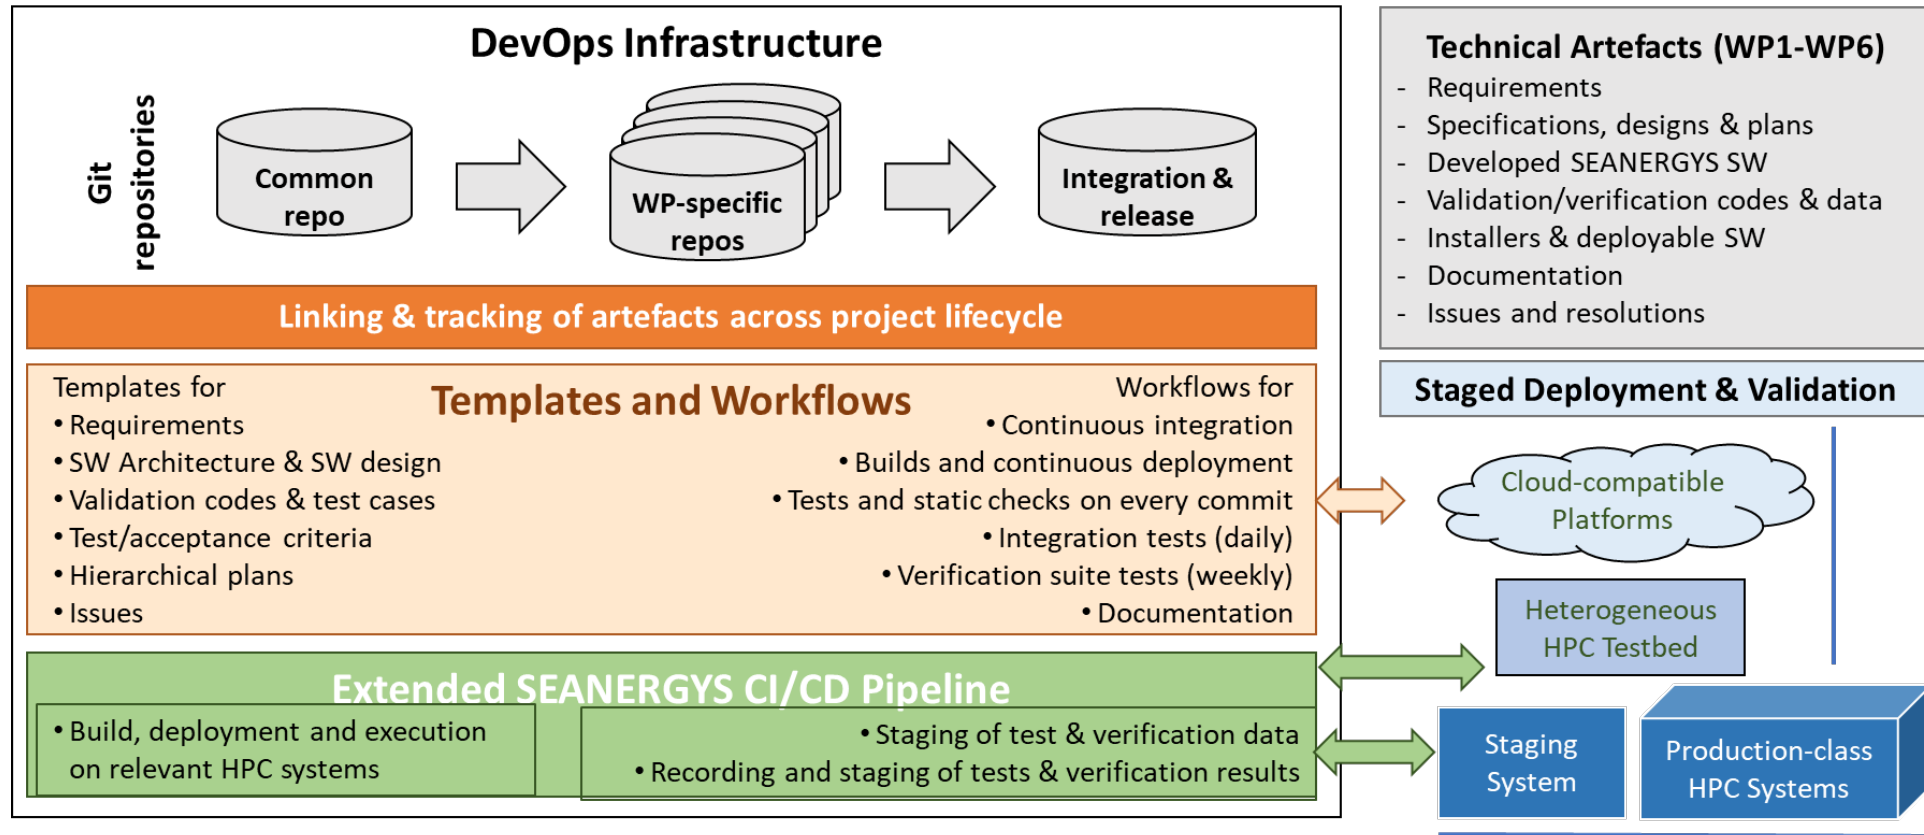 DevOps Infrastructure
Git
repositories
Common
repo
WP-specific
repos
Integration &
release
Linking & tracking of artefacts across project lifecycle
Templates and Workflows
Templates for
• Requirements
• SW Architecture & SW design
• Validation codes & test cases
• Test/acceptance criteria
• Hierarchical plans
• Issues
Workflows for
• Continuous integration
• Builds and continuous deployment
• Tests and static checks on every commit
• Integration tests (daily)
• Verification suite tests (weekly)
• Documentation
Extended SEANERGYS CI/CD Pipeline
• Build, deployment and execution
on relevant HPC systems
• Staging of test & verification data
• Recording and staging of tests & verification results
Technical Artefacts (WP1-WP6)
- Requirements
- Specifications, designs & plans
- Developed SEANERGYS SW
- Validation/verification codes & data
- Installers & deployable SW
- Documentation
- Issues and resolutions
Staged Deployment & Validation
Cloud-compatible
Platforms
Heterogeneous
HPC Testbed
Staging
System
Production-class
HPC Systems